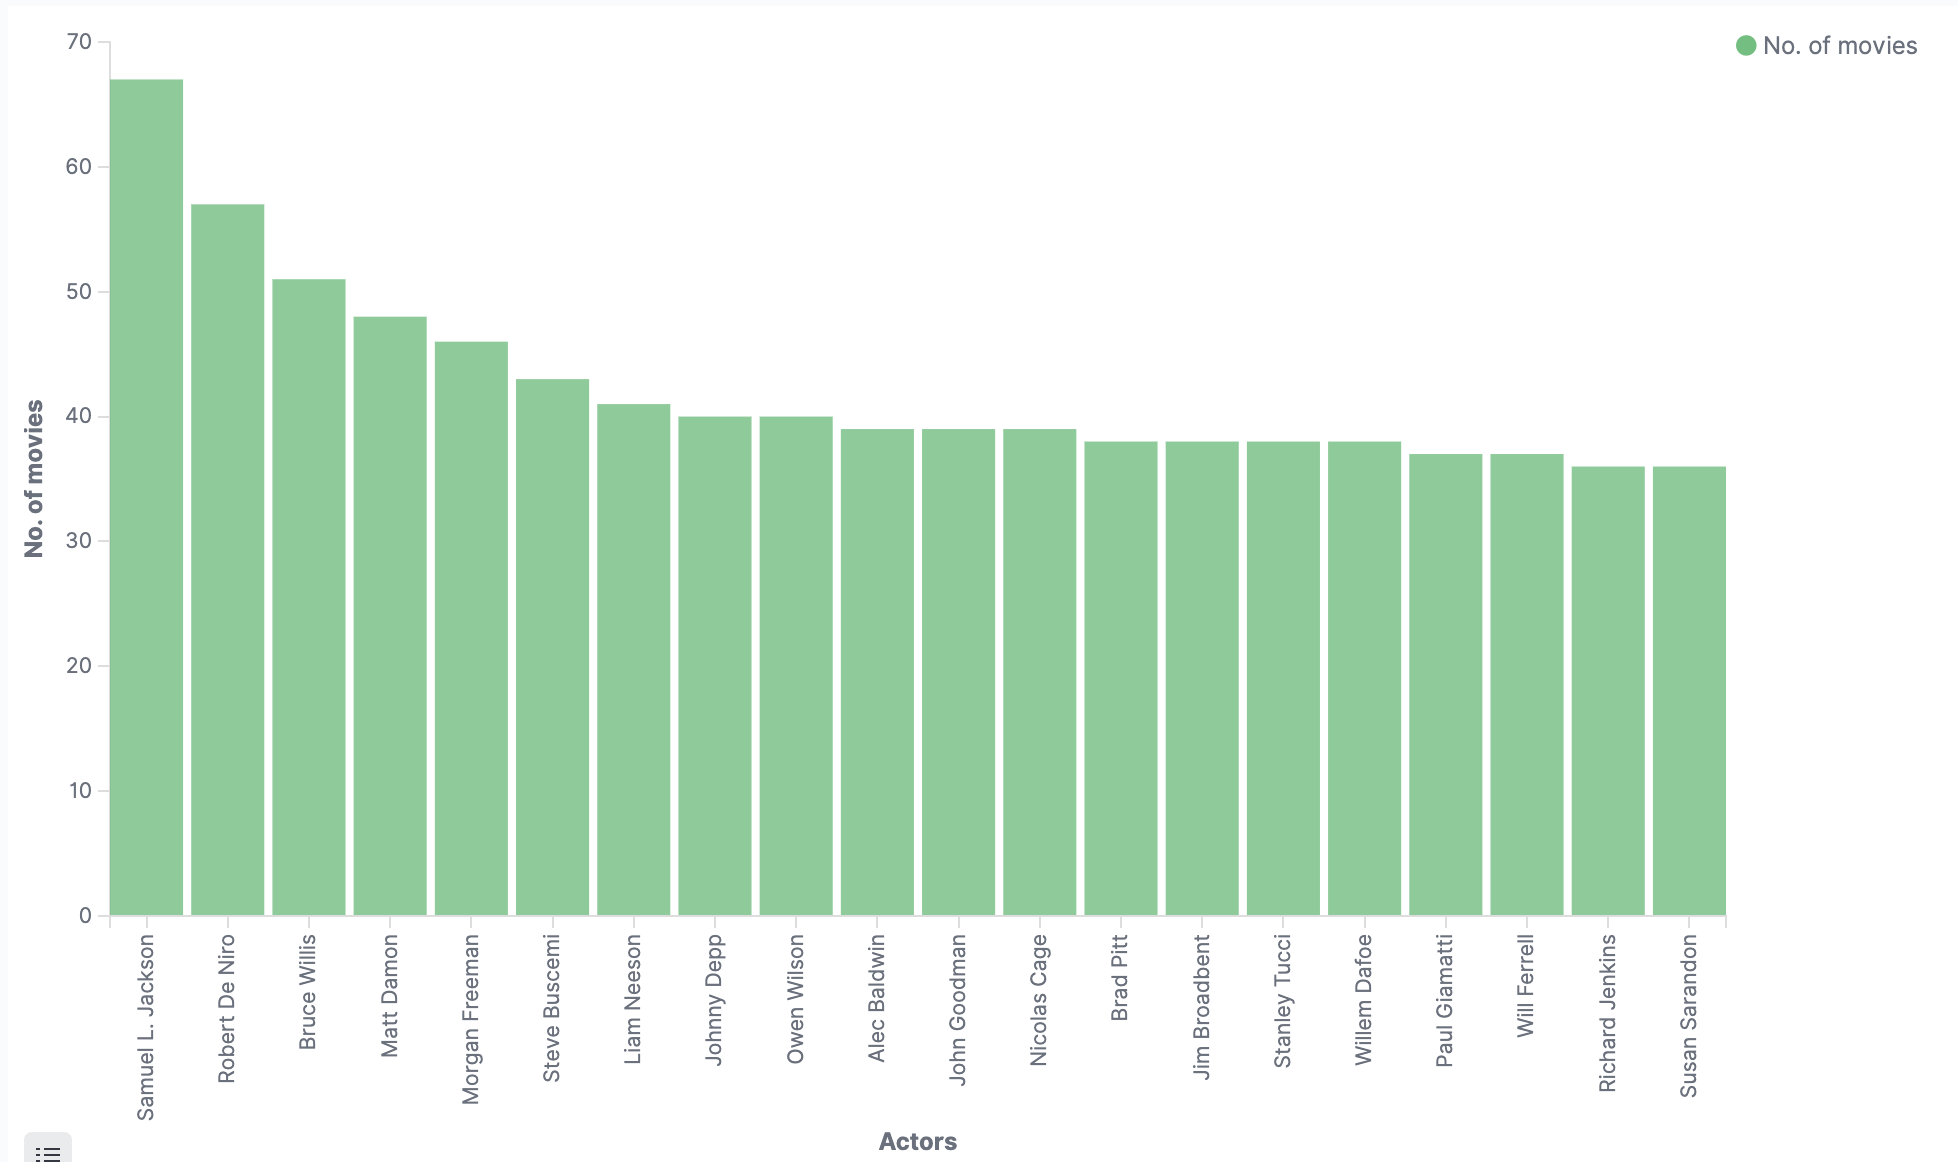 No. of movies
70
60
50
40
30
20
10
0
No. of movies
Samuel L. Jackson
Robert De Niro
Bruce Willis
Matt Damon
Morgan Freeman
Steve Buscemi
Liam Neeson
Johnny Depp
Owen Wilson
Alec Baldwin
John Goodman
Nicolas Cage
Brad Pitt
Jim Broadbent
Stanley Tucci
Willem Dafoe
Paul Giamatti
Will Ferrell
Richard Jenkins
Susan Sarandon
Actors